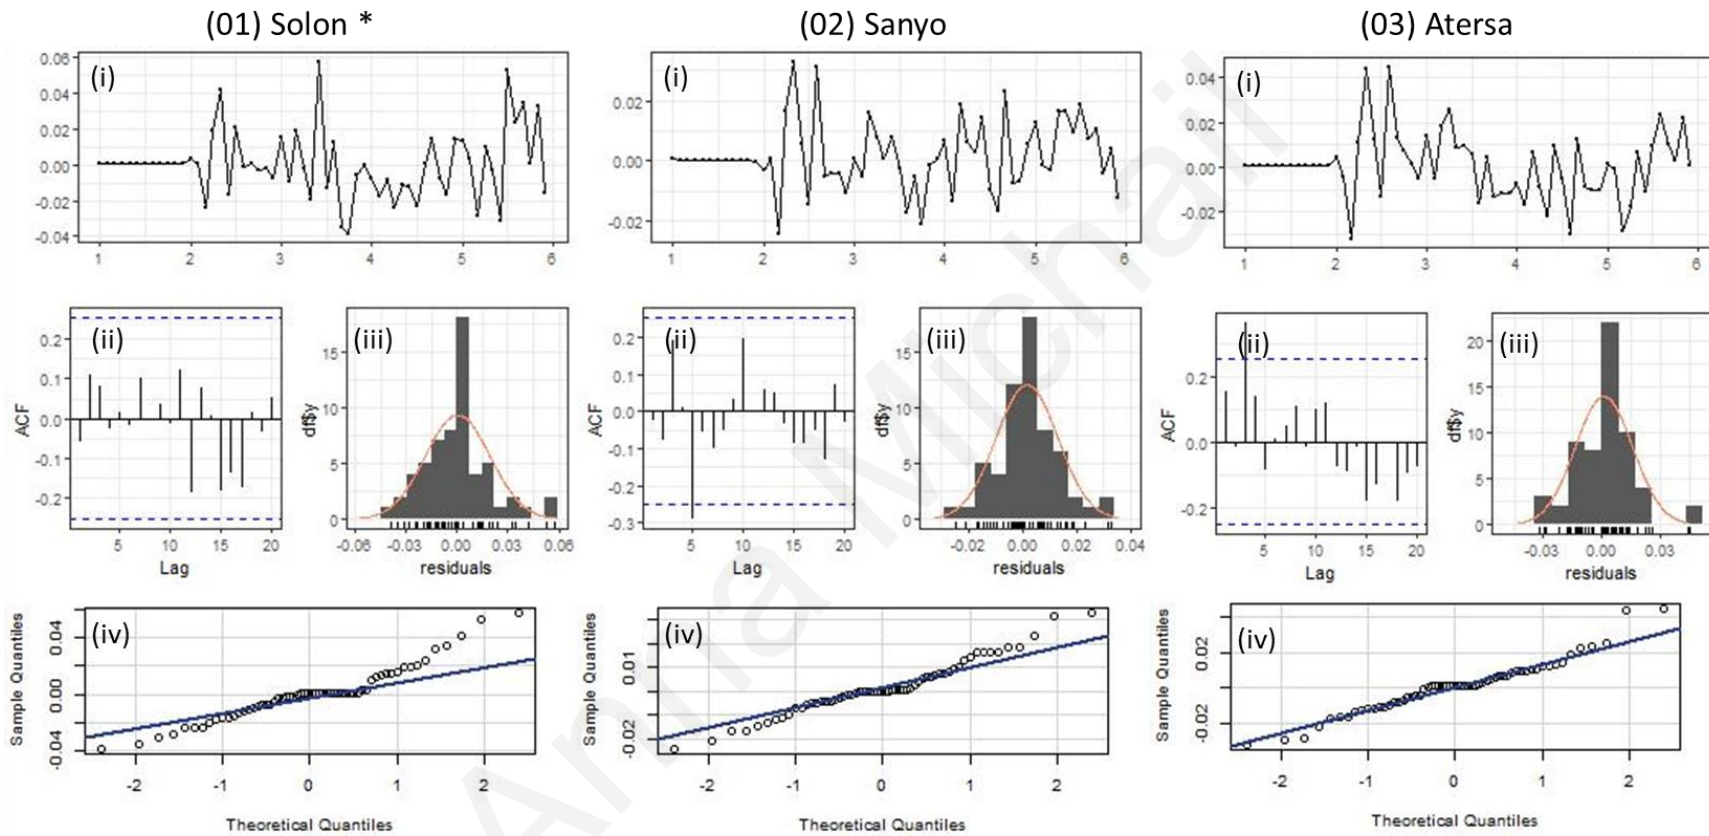 (01) Solon *
(02) Sanyo
(03) Atersa
(i)
0.06
0.04
0.02
0.00
-0.02
-0.04
1 2 3 4 5 6
(i)
0.02
0.00
-0.02
1 2 3 4 5 6
(i)
0.04
0.02
0.00
-0.02
1 2 3 4 5 6
(ii)
ACF
0.2
0.1
0.0
-0.1
-0.2
5 10 15 20
Lag
(iii)
df$y
15
10
5
0
-0.06 -0.03 0.00 0.03 0.06
residuals
(ii)
ACF
0.2
0.1
0.0
-0.1
-0.2
-0.3
5 10 15 20
Lag
(iii)
df$y
15
10
5
0
-0.02 0.00 0.02 0.04
residuals
(ii)
ACF
0.2
0.0
-0.2
5 10 15 20
Lag
(iii)
df$y
20
15
10
5
0
-0.03 0.00 0.03
residuals
(iv)
Sample Quantiles
0.04
0.00
-0.04
-2 -1 0 1 2
Theoretical Quantiles
(iv)
Sample Quantiles
0.01
-0.02
-2 -1 0 1 2
Theoretical Quantiles
(iv)
Sample Quantiles
0.02
-0.02
-2 -1 0 1 2
Theoretical Quantiles
Anna Michail